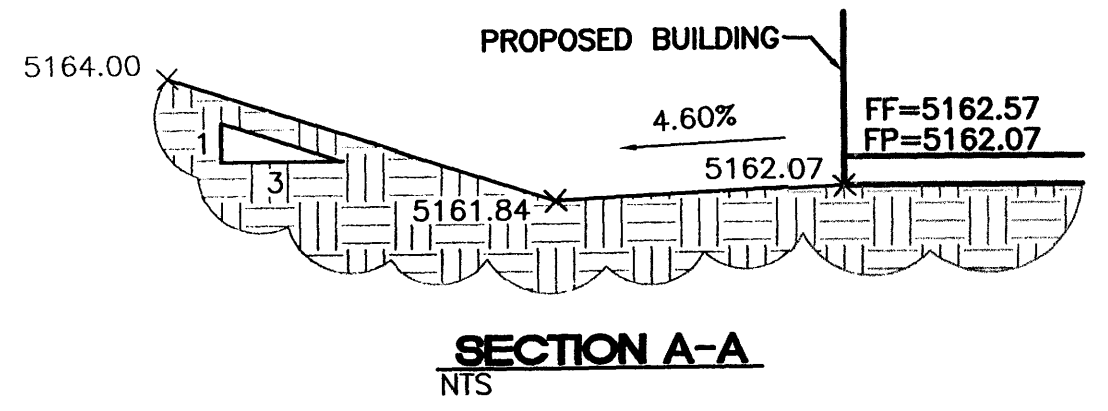 PROPOSED BUILDING
5164.00
4.60%
FF=5162.57
FP=5162.07
1
5162.07
3
5161.84
SECTION A-A
NTS